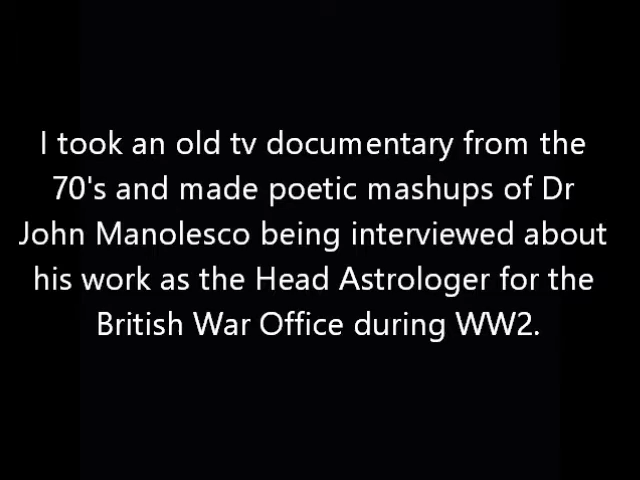 I took an old tv documentary from the
70's and made poetic mashups of Dr
John Manolesco being interviewed about
his work as the Head Astrologer for the
British War Office during WW2.